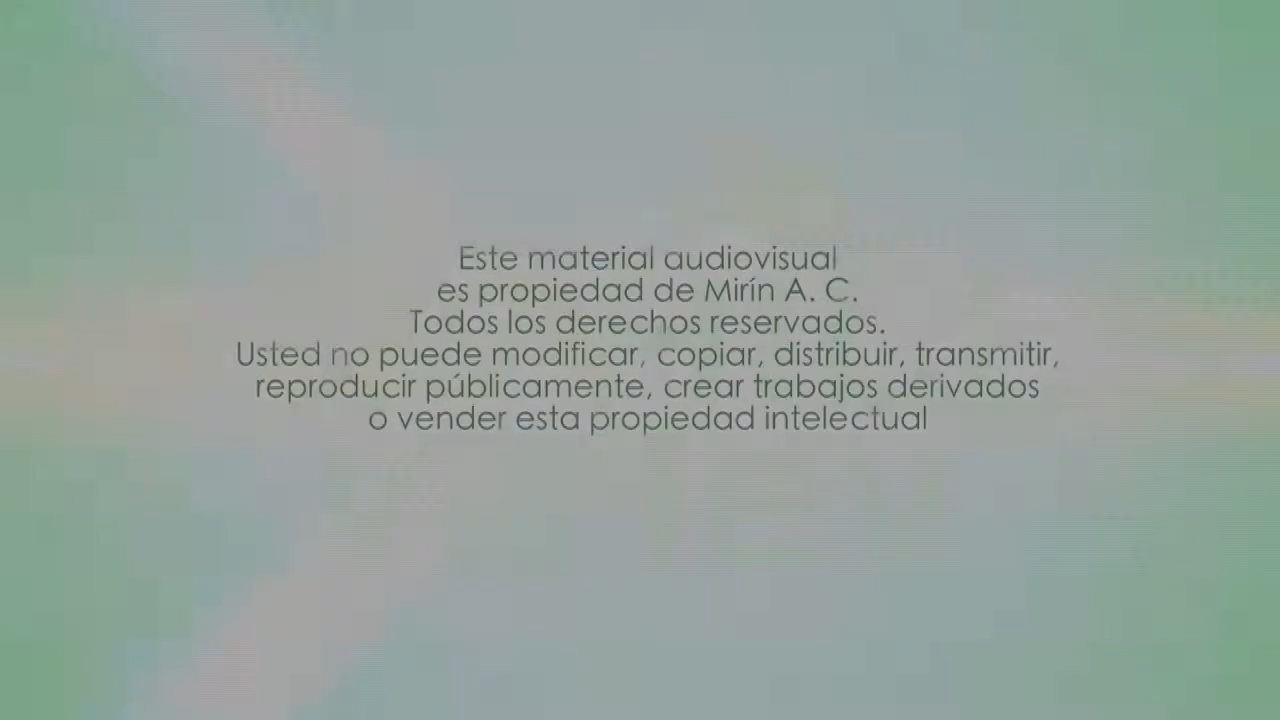 Este material audiovisual
es propiedad de Mirín A. C.
Todos los derechos reservados.
Usted no puede modificar, copiar, distribuir, transmitir,
reproducir públicamente, crear trabajos derivados
o vender esta propiedad intelectual